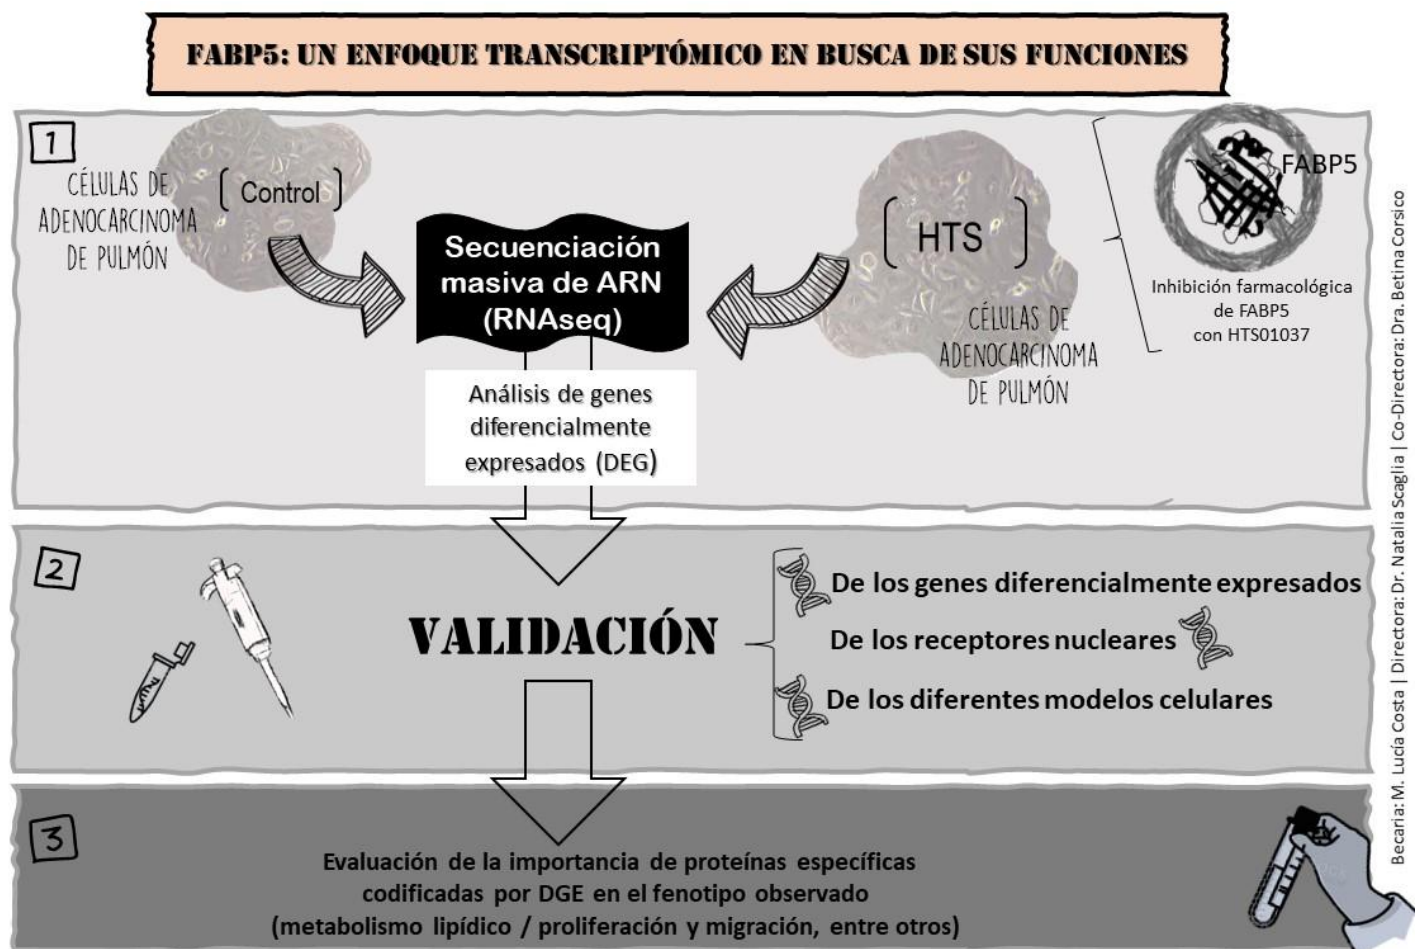 FABP5: UN ENFOQUE TRANSCRIPTÓMICO EN BUSCA DE SUS FUNCIONES
1
CÉLULAS DE
ADENOCARCINOMA
DE PULMÓN
[Control]
Secuenciación
masiva de ARN
(RNAseq)
[HTS]
CÉLULAS DE
ADENOCARCINOMA
DE PULMÓN
FABP5
Inhibición farmacológica
de FABP5
con HTS01037
Análisis de genes
diferencialmente
expresados (DEG)
2
VALIDACIÓN
De los genes diferencialmente expresados
De los receptores nucleares
De los diferentes modelos celulares
3
Evaluación de la importancia de proteínas específicas
codificadas por DGE en el fenotipo observado
(metabolismo lipídico / proliferación y migración, entre otros)
Becaria: M. Lucía Costa | Directora: Dr. Natalia Scaglia | Co-Directora: Dra. Betina Corsico